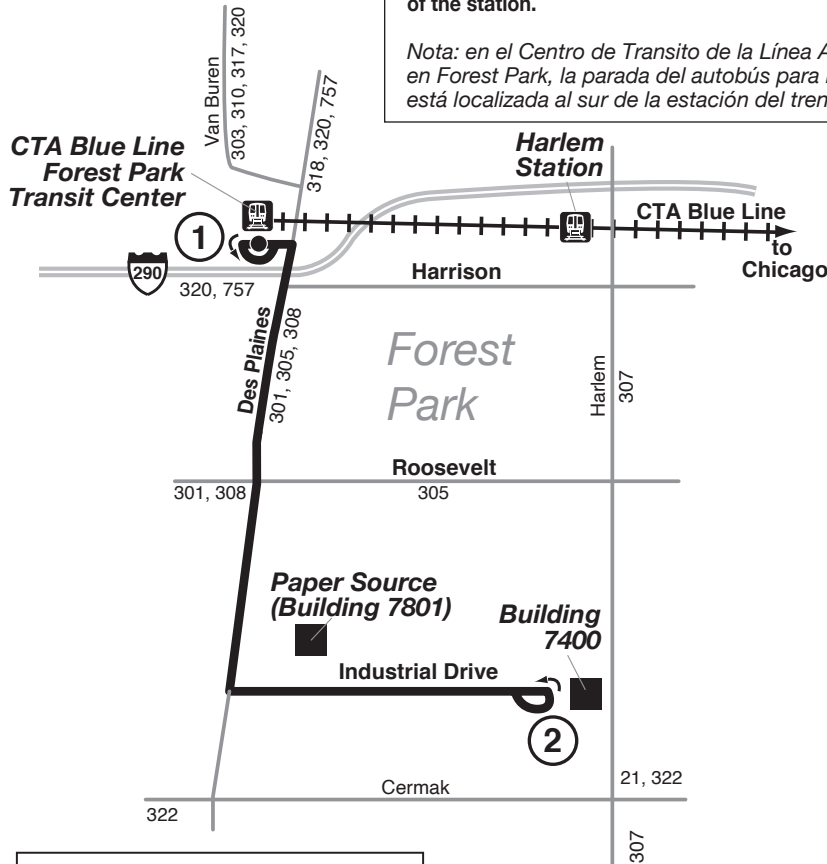 of the station.
Nota: en el Centro de Transito de la Línea A
en Forest Park, la parada del autobús para
está localizada al sur de la estación del tren
Van Buren
303, 310, 317, 320
318, 320, 757
CTA Blue Line
Forest Park
Transit Center
Harlem
Station
CTA Blue Line
to
Chicago
1
290
320, 757
Harrison
Des Plaines
301, 305, 308
Forest
Park
Harlem
307
Roosevelt
301, 308
305
Paper Source
(Building 7801)
Building
7400
Industrial Drive
2
Cermak
21, 322
322
307